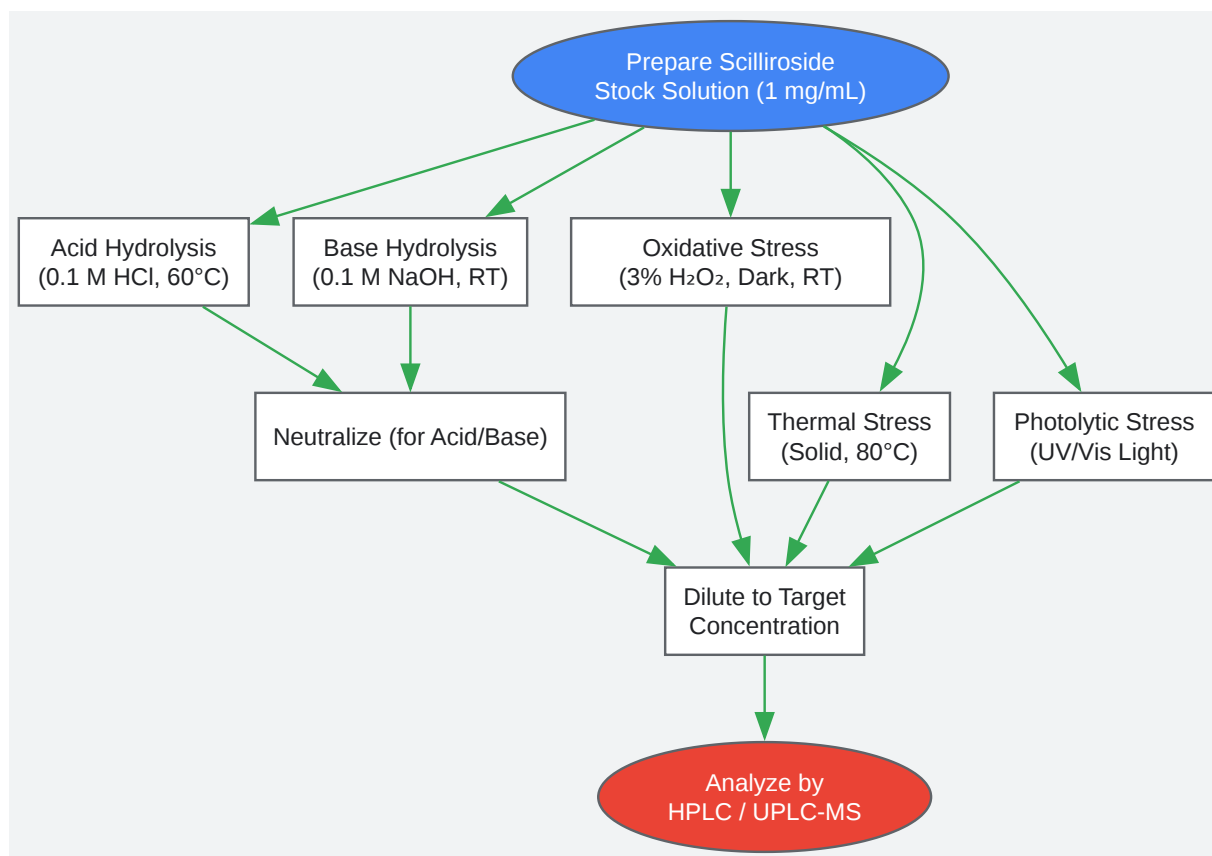 Prepare Scilliroside
Stock Solution (1 mg/mL)
Acid Hydrolysis
(0.1 M HCl, 60°C)
Base Hydrolysis
(0.1 M NaOH, RT)
Oxidative Stress
(3% H₂O₂, Dark, RT)
Neutralize (for Acid/Base)
Thermal Stress
(Solid, 80°C)
Photolytic Stress
(UV/Vis Light)
Dilute to Target
Concentration
Analyze by
HPLC / UPLC-MS